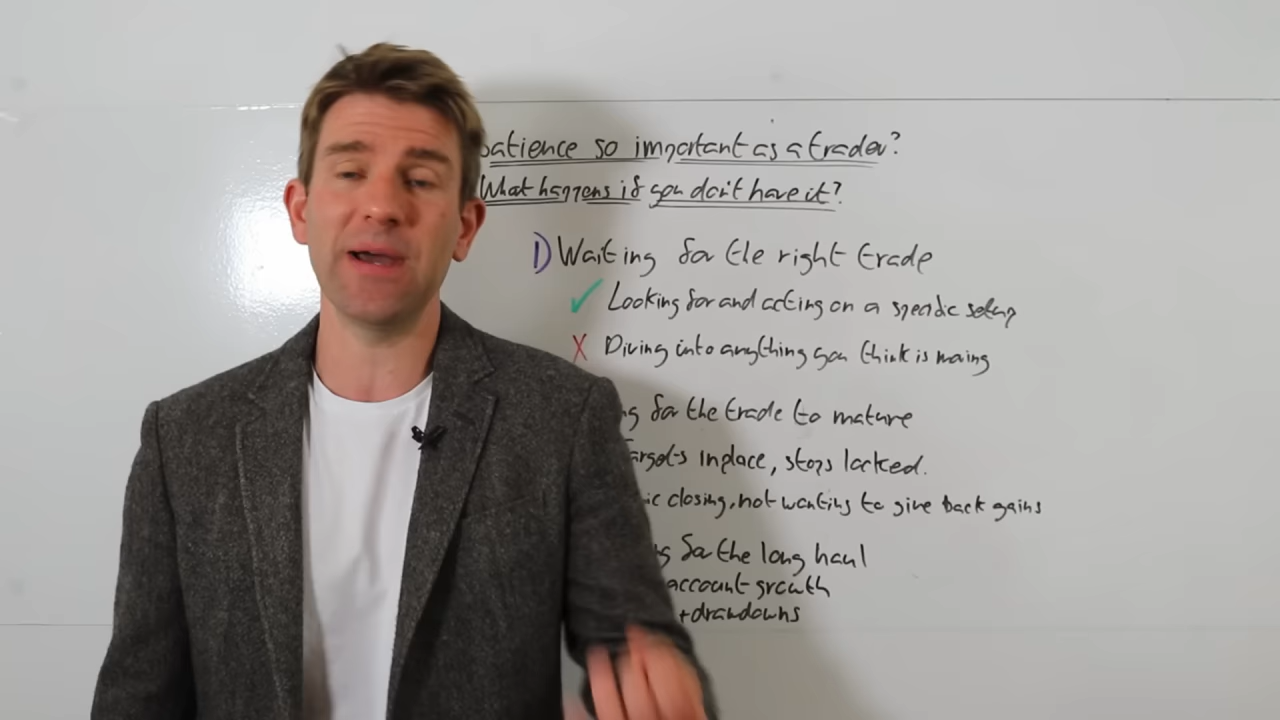 patience so important as a trader?
What happens if you don't have it?
1) Waiting for the right trade
✓ Looking for and acting on a specific setup
X Diving into anything you think is moving
for the trade to mature
Targets in place, stops locked.
closing, not wanting to give back gains
for the long haul
account growth
+ drawdowns